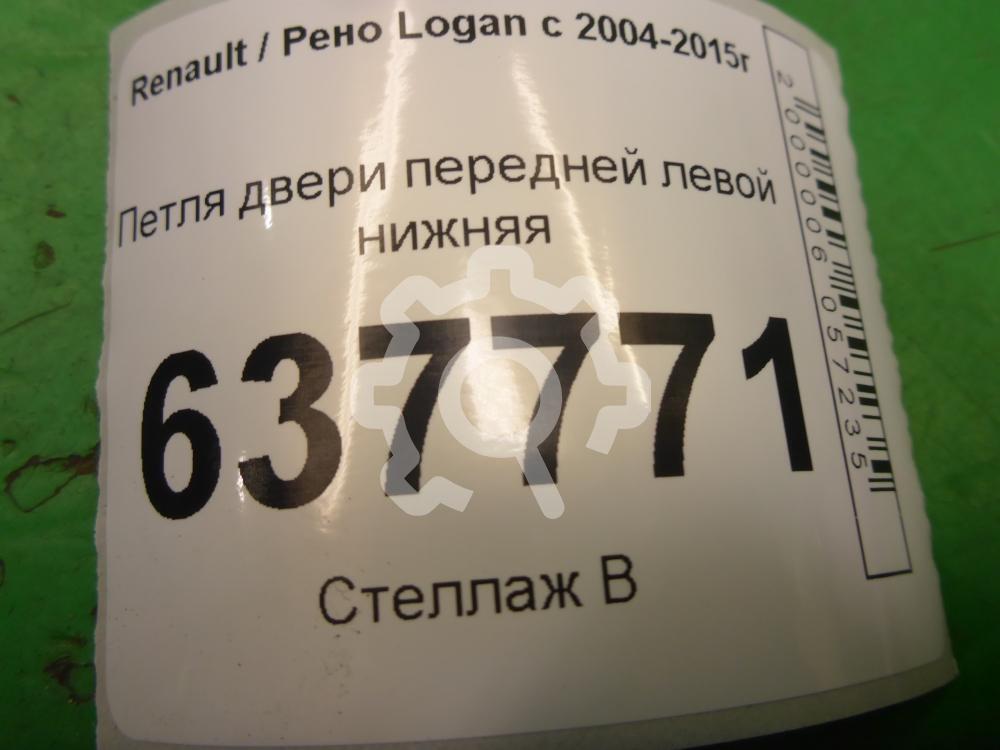 Renault / Рено Logan с 2004-2015г
Петля двери передней левой
нижняя
637771
Стеллаж В
2000006057235